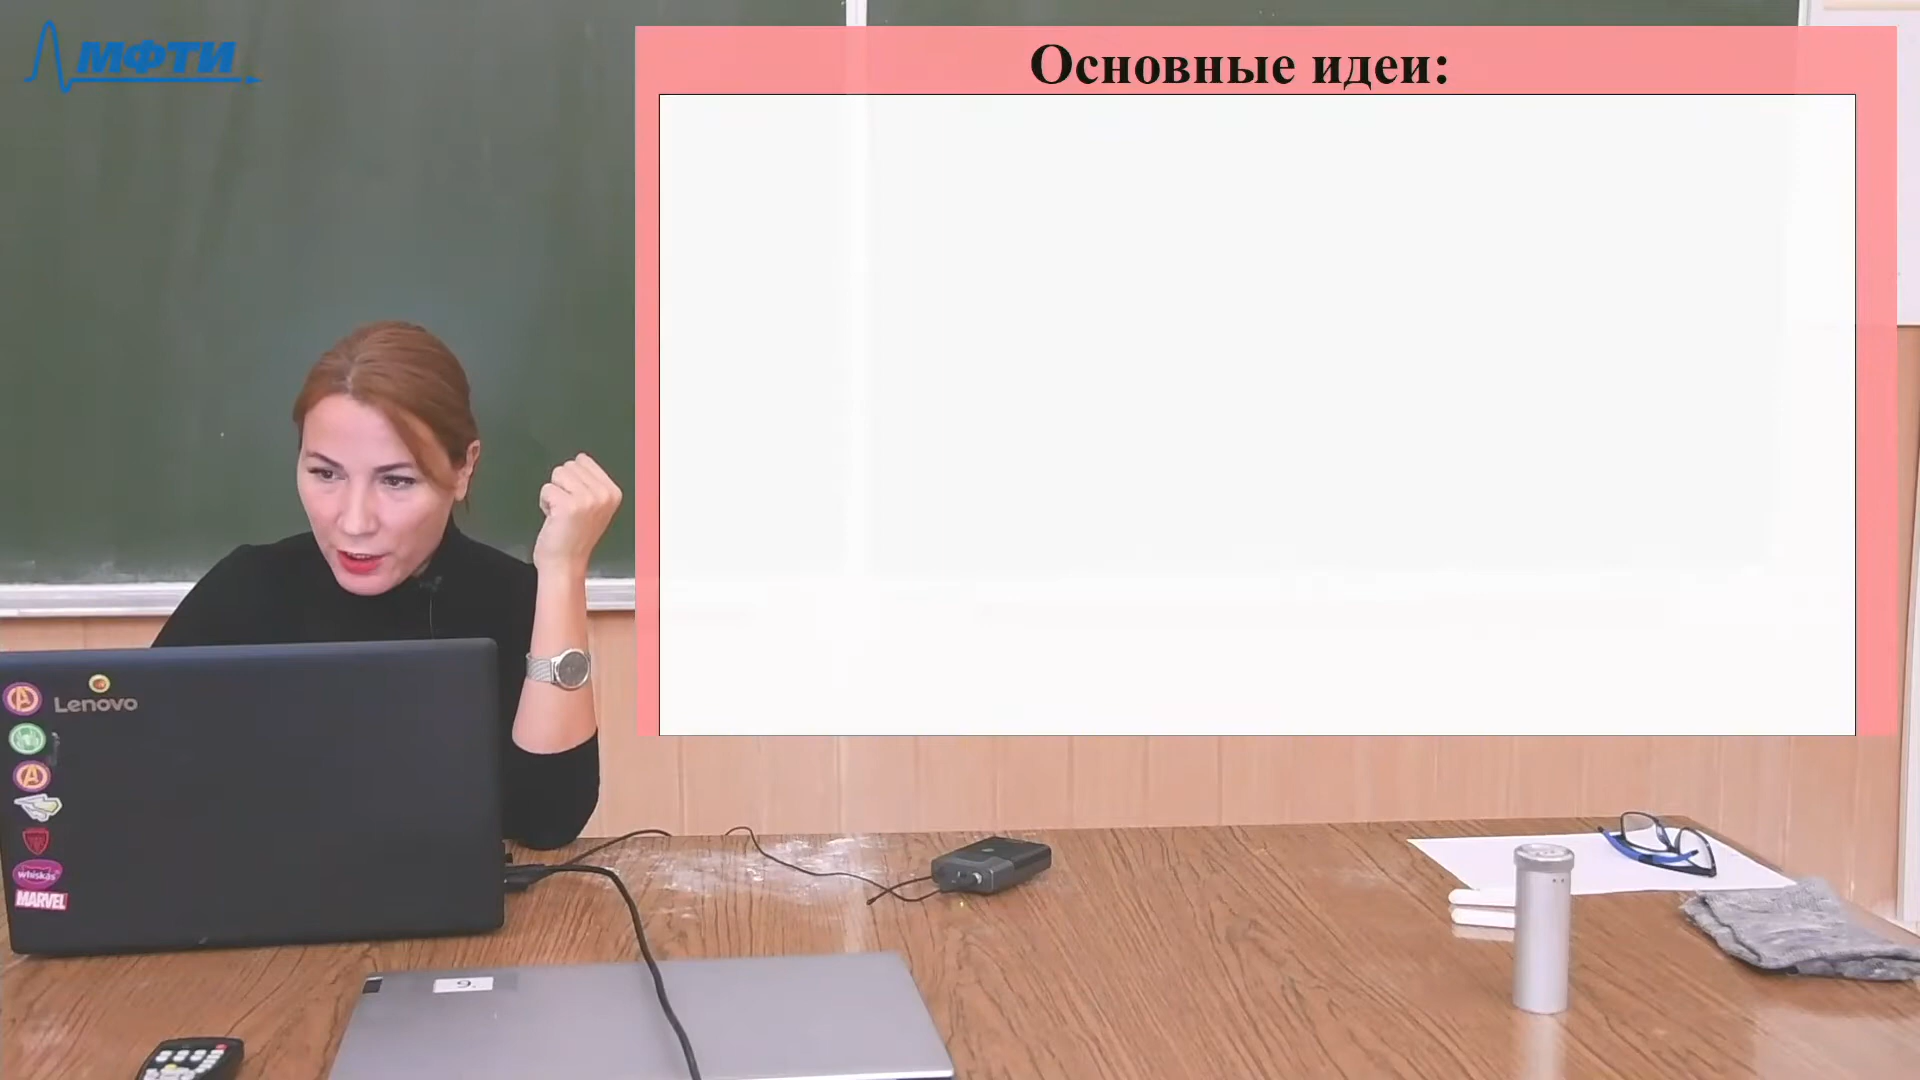 МФТИ
Основные идеи:
Lenovo
whiskas
MARVEL
9.